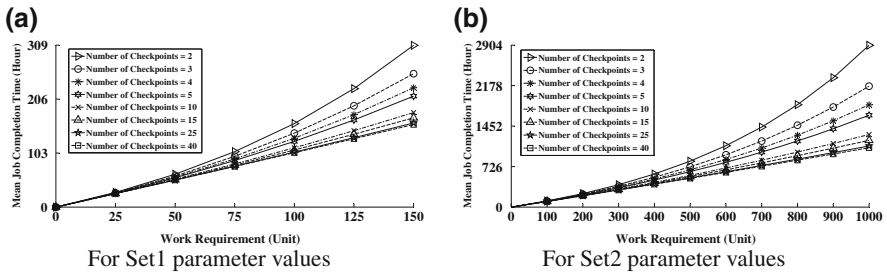 (a)
Mean Job Completion Time (Hour)
309
206
103
0
Number of Checkpoints = 2
Number of Checkpoints = 3
Number of Checkpoints = 4
Number of Checkpoints = 5
Number of Checkpoints = 10
Number of Checkpoints = 15
Number of Checkpoints = 25
Number of Checkpoints = 40
0 25 50 75 100 125 150
Work Requirement (Unit)
For Set1 parameter values
(b)
Mean Job Completion Time (Hour)
2904
2178
1452
726
0
Number of Checkpoints = 2
Number of Checkpoints = 3
Number of Checkpoints = 4
Number of Checkpoints = 5
Number of Checkpoints = 10
Number of Checkpoints = 15
Number of Checkpoints = 25
Number of Checkpoints = 40
0 100 200 300 400 500 600 700 800 900 1000
Work Requirement (Unit)
For Set2 parameter values